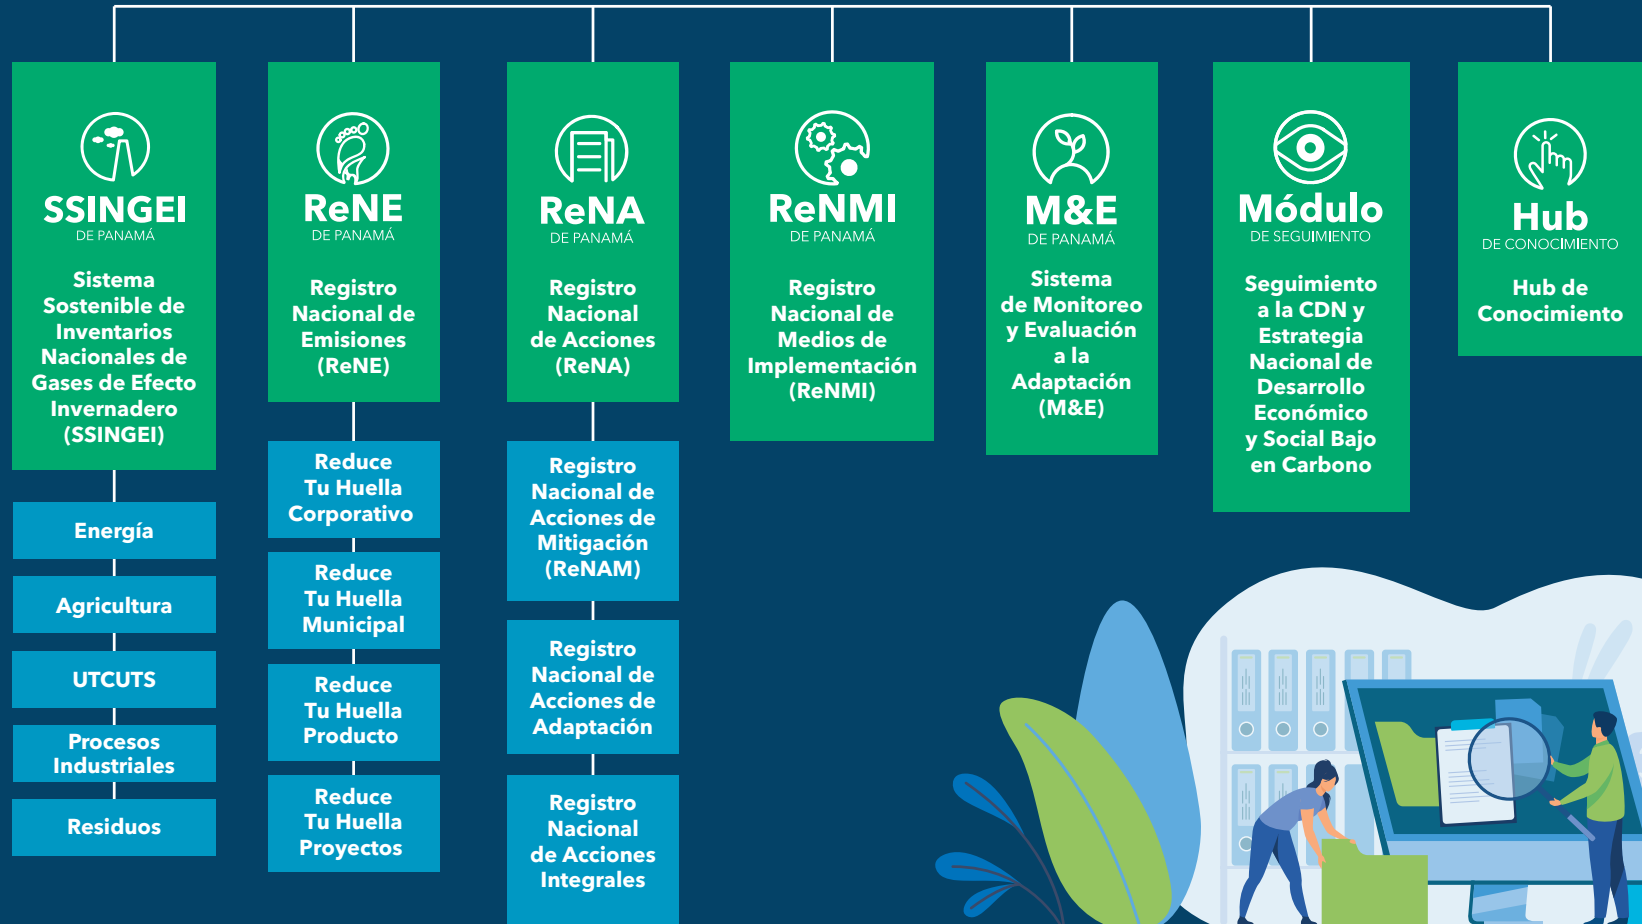 SSINGEI
DE PANAMÁ
Sistema
Sostenible de
Inventarios
Nacionales de
Gases de Efecto
Invernadero
(SSINGEI)
Energía
Agricultura
UTCUTS
Procesos
Industriales
Residuos
ReNE
DE PANAMÁ
Registro
Nacional de
Emisiones
(ReNE)
Reduce
Tu Huella
Corporativo
Reduce
Tu Huella
Municipal
Reduce
Tu Huella
Producto
Reduce
Tu Huella
Proyectos
ReNA
DE PANAMÁ
Registro
Nacional
de Acciones
(ReNA)
Registro
Nacional de
Acciones de
Mitigación
(ReNAM)
Registro
Nacional de
Acciones de
Adaptación
Registro
Nacional
de Acciones
Integrales
ReNMI
DE PANAMÁ
Registro
Nacional de
Medios de
Implementación
(ReNMI)
M&E
DE PANAMÁ
Sistema
de Monitoreo
y Evaluación
a la
Adaptación
(M&E)
Módulo
DE SEGUIMIENTO
Seguimiento
a la CDN y
Estrategia
Nacional de
Desarrollo
Económico
y Social Bajo
en Carbono
Hub
DE CONOCIMIENTO
Hub de
Conocimiento